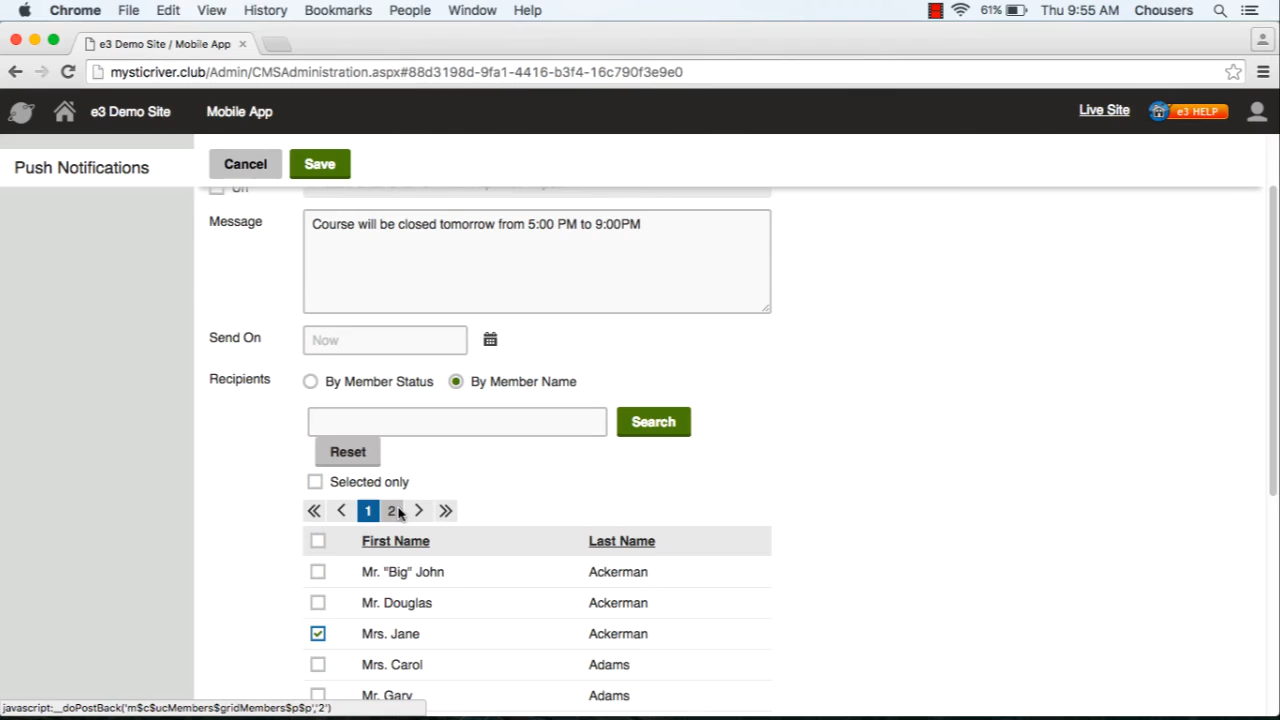 Chrome File Edit View History Bookmarks People Window Help 61% Thu 9:55 AM Chousers
e3 Demo Site / Mobile App ×
mysticriver.club/Admin/CMSAdministration.aspx#88d3198d-9fa1-4416-b3f4-16c790f3e9e0
e3 Demo Site Mobile App Live Site e3 HELP
Push Notifications Cancel Save
Message Course will be closed tomorrow from 5:00 PM to 9:00PM
Send On Now
Recipients By Member Status By Member Name
Search
Reset
Selected only
« < 1 2 > »
First Name Last Name
Mr. "Big" John Ackerman
Mr. Douglas Ackerman
Mrs. Jane Ackerman
Mrs. Carol Adams
Mr. Gary Adams
javascript:__doPostBack('m$c$ucMembers$gridMembers$p$p','2')